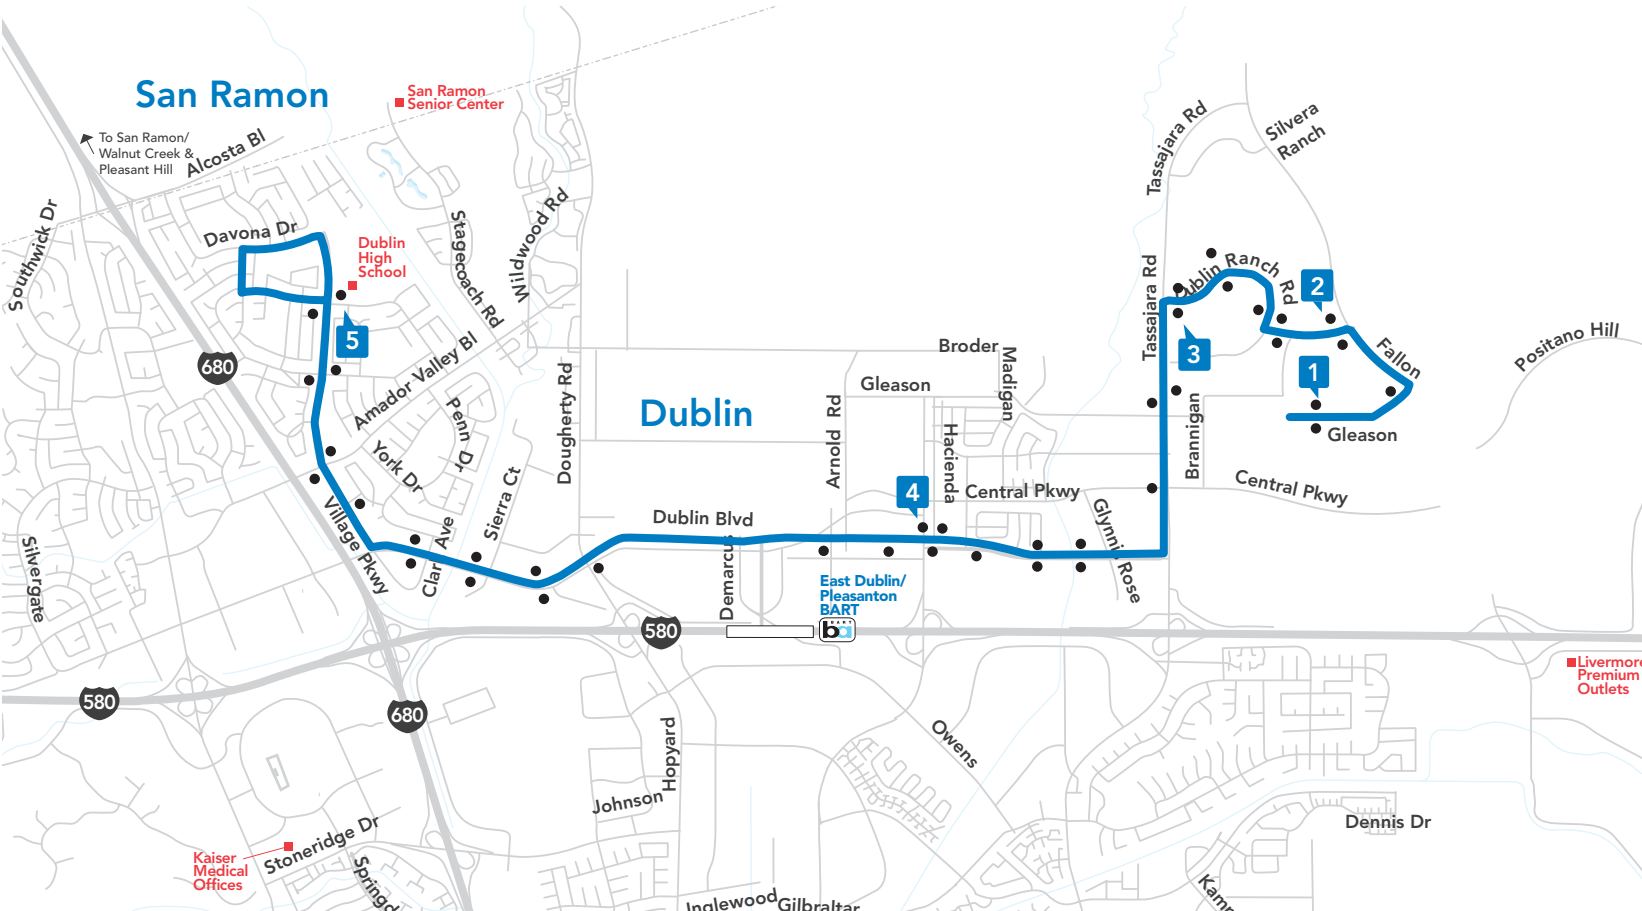 San Ramon
San Ramon
Senior Center
To San Ramon/
Walnut Creek &
Pleasant Hill
Alcosta Bl
Tassajara Rd
Silvera
Ranch
Southwick Dr
Davona Dr
Dublin
High
School
Stagecoach Rd
Wildwood Rd
Tassajara Rd
Dublin Ranch Rd
2
5
3
680
Amador Valley Bl
Broder
Madigan
Gleason
Fallon
Positano Hill
1
Dublin
Dougherty Rd
Arnold Rd
Hacienda
Brannigan
Gleason
Penn Dr
York Dr
Sierra Ct
4
Central Pkwy
Central Pkwy
Village Pkwy
Dublin Blvd
Glynnis Rose
Silvergate
Clark Ave
Demarcus
East Dublin/
Pleasanton
BART
BART
ba
580
580
680
Livermore
Premium
Outlets
Hopyard
Owens
Johnson
Dennis Dr
Stoneridge Dr
Kaiser
Medical
Offices
Springd
Inglewood
Gilbraltar
Kamp